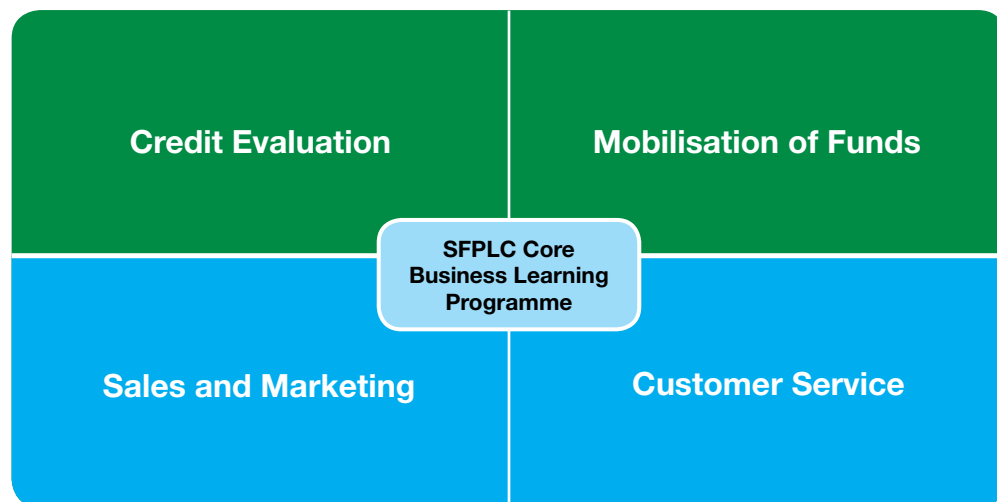 Credit Evaluation
Mobilisation of Funds
SFPLC Core
Business Learning
Programme
Sales and Marketing
Customer Service